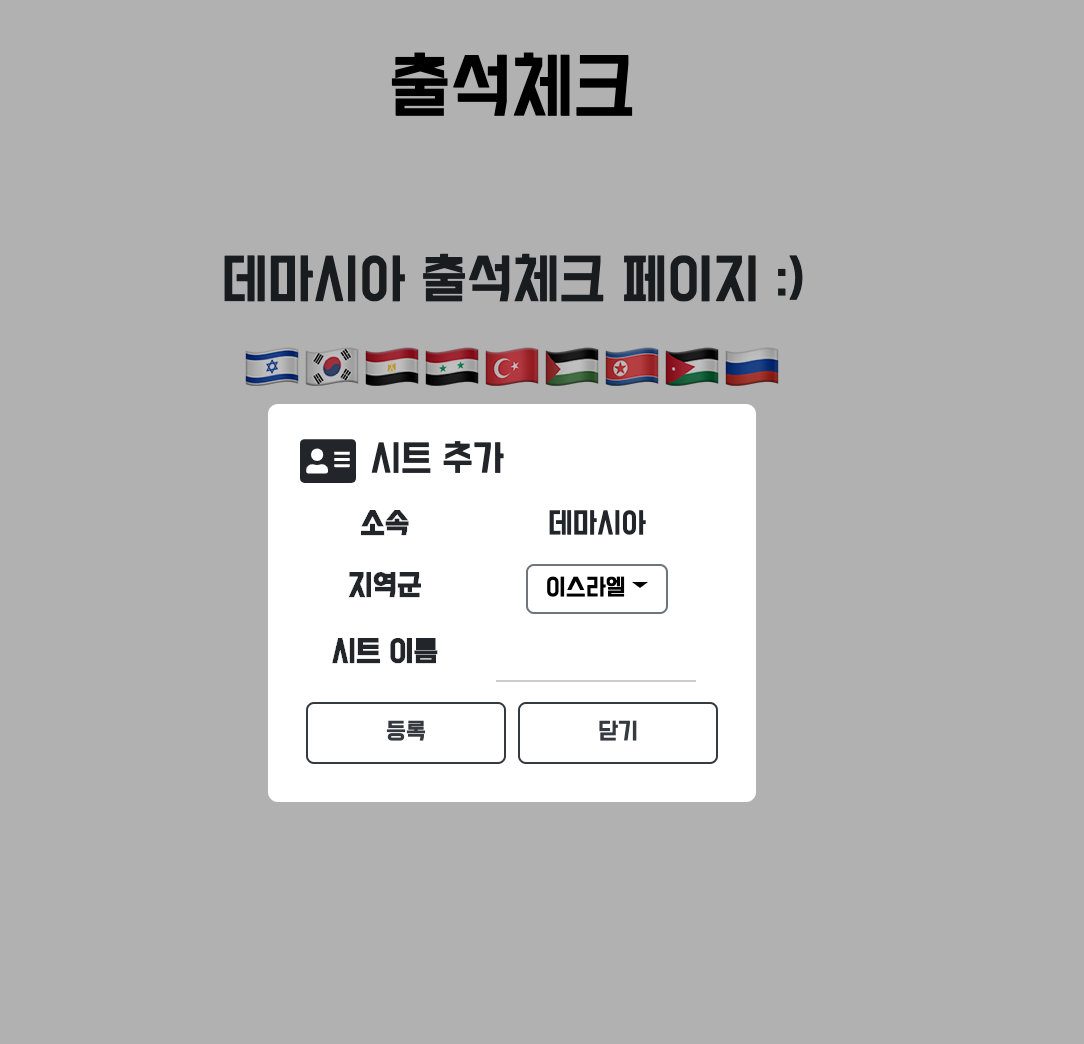 출석체크
데마시아 출석체크 페이지 :)
시트 추가
소속 데마시아
지역군 이스라엘
시트 이름
등록 닫기